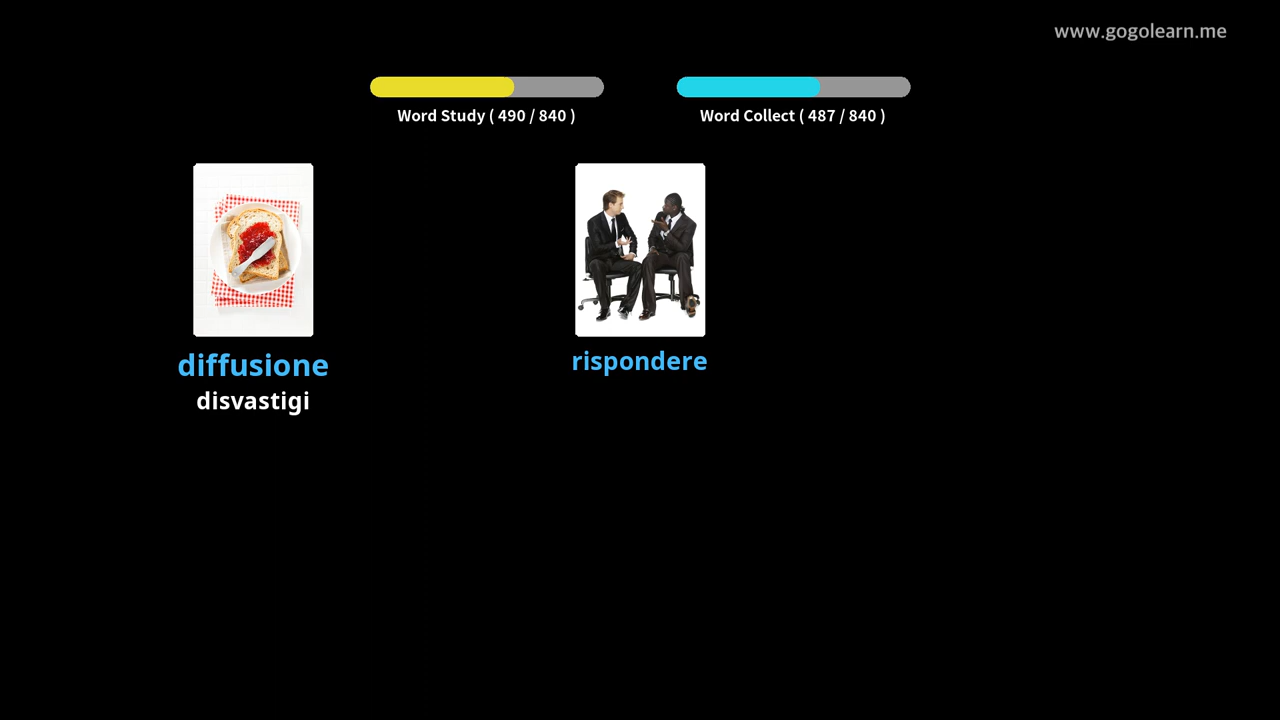 www.gogolearn.me
Word Study ( 490 / 840 )
Word Collect ( 487 / 840 )
diffusione
disvastigi
rispondere